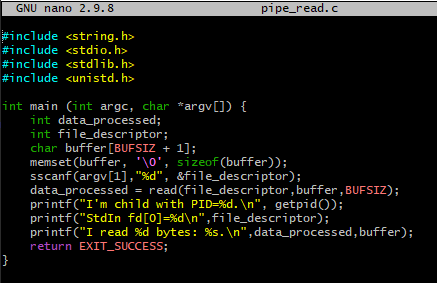 GNU nano 2.9.8 pipe_read.c
#include <string.h>
#include <stdio.h>
#include <stdlib.h>
#include <unistd.h>
int main (int argc, char *argv[]) {
    int data_processed;
    int file_descriptor;
    char buffer[BUFSIZ + 1];
    memset(buffer, '\0', sizeof(buffer));
    sscanf(argv[1],"%d", &file_descriptor);
    data_processed = read(file_descriptor,buffer,BUFSIZ);
    printf("I'm child with PID=%d.\n", getpid());
    printf("StdIn fd[0]=%d\n",file_descriptor);
    printf("I read %d bytes: %s.\n",data_processed,buffer);
    return EXIT_SUCCESS;
}